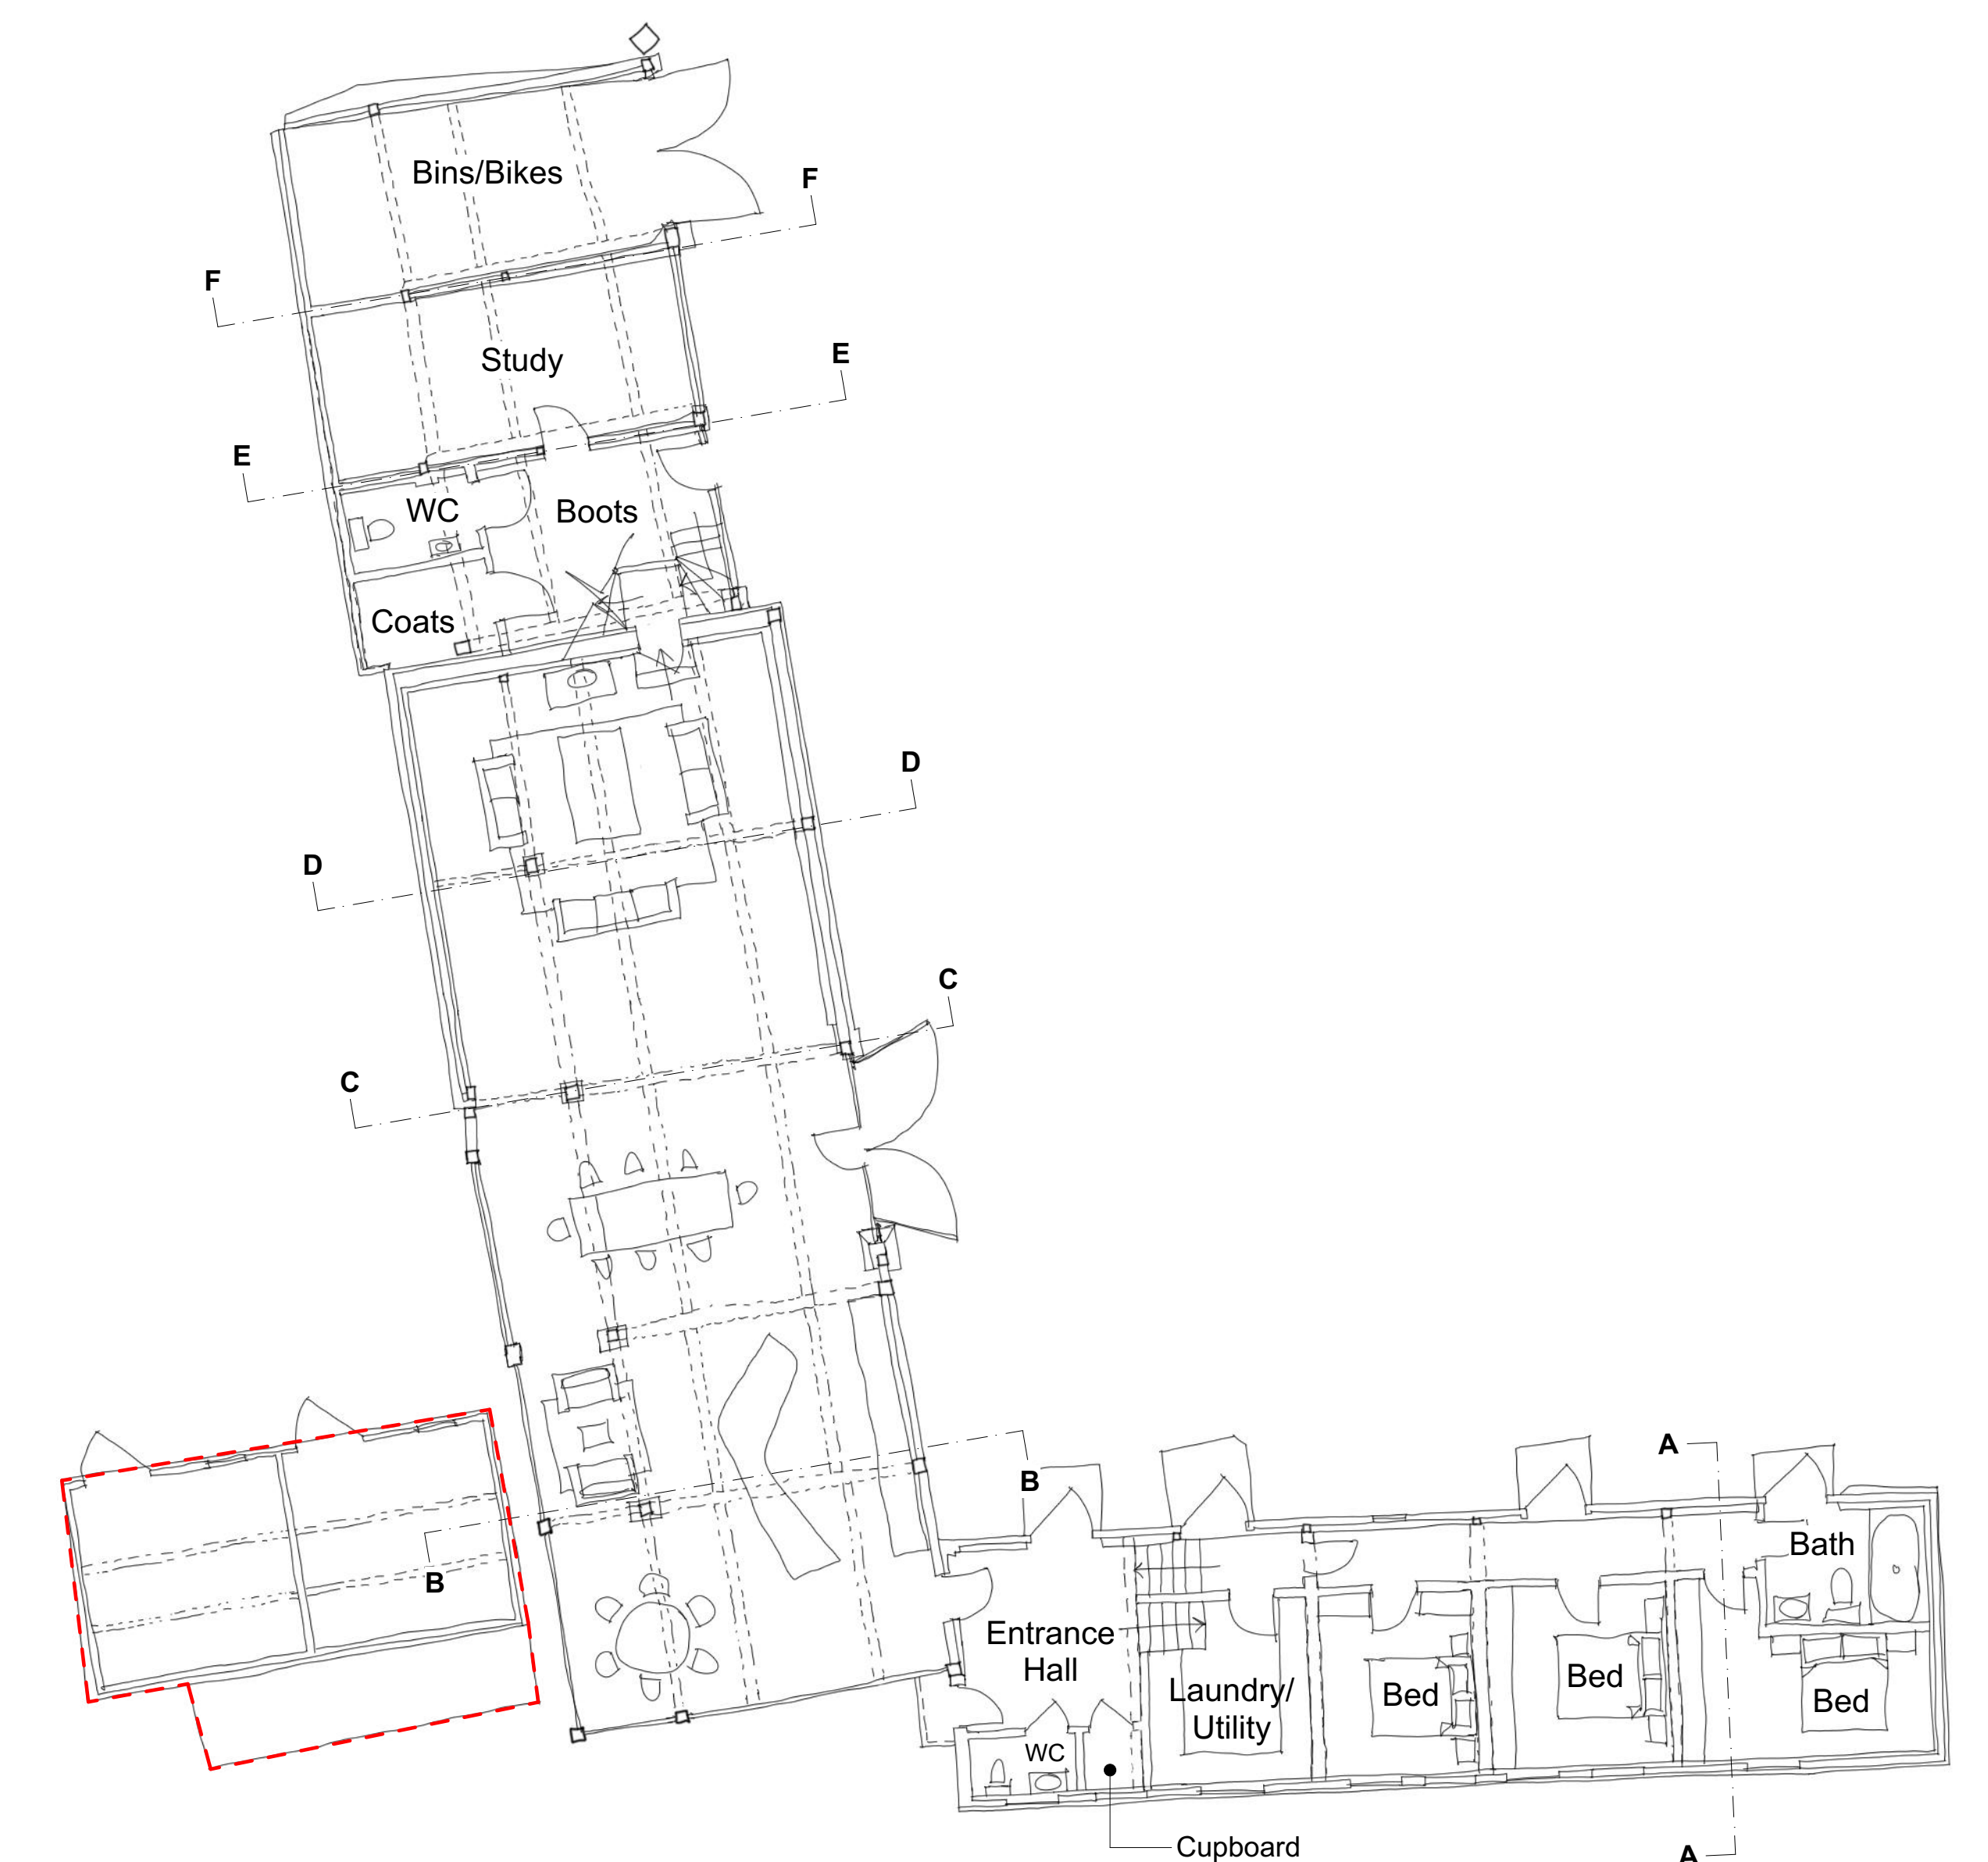 Bins/Bikes
F
F
Study
E
E
WC
Boots
Coats
D
D
C
C
B
B
A
Bath
Entrance
Hall
Laundry/
Utility
Bed
Bed
Bed
WC
Cupboard
A